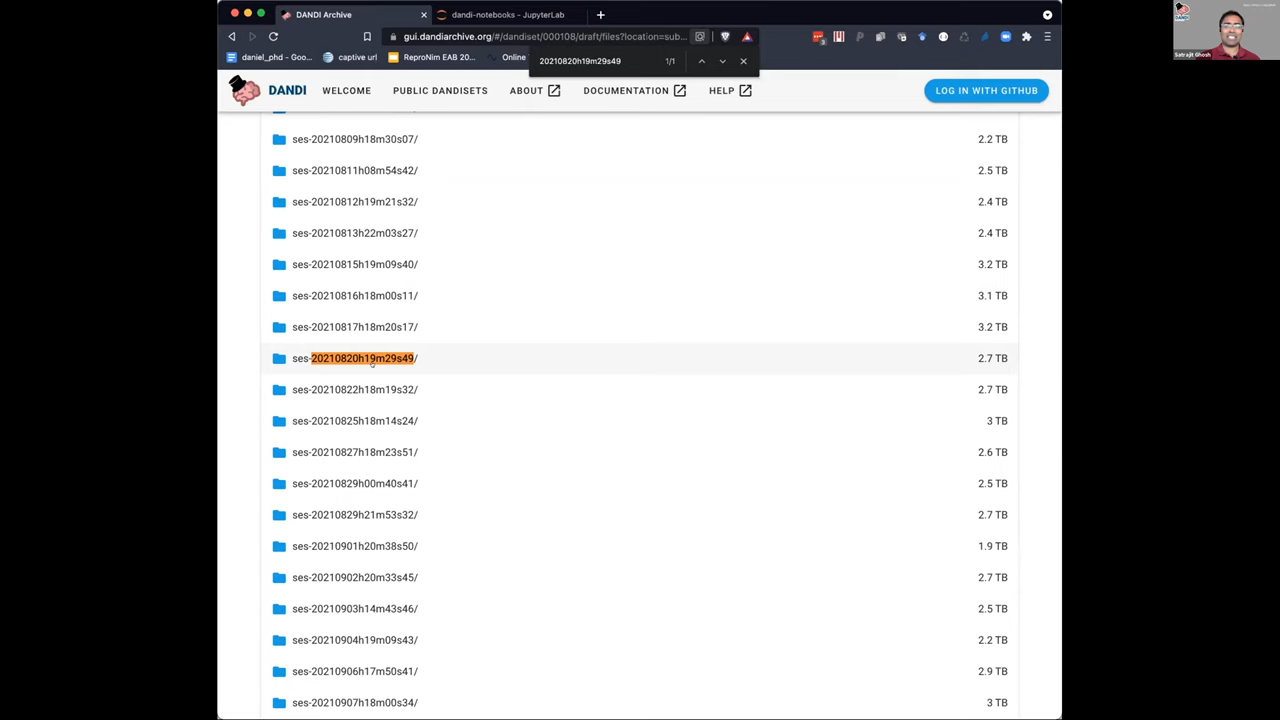 DANDI Archive
dandi-notebooks - JupyterLab
gui.dandiarchive.org/#/dandiset/000108/draft/files?location=sub...
daniel_phd - Goo...
captive url
ReproNim EAB 20...
Online
20210820h19m29s49
1/1
DANDI
WELCOME
PUBLIC DANDISETS
ABOUT
DOCUMENTATION
HELP
LOG IN WITH GITHUB
ses-20210809h18m30s07/ 2.2 TB
ses-20210811h08m54s42/ 2.5 TB
ses-20210812h19m21s32/ 2.4 TB
ses-20210813h22m03s27/ 2.4 TB
ses-20210815h19m09s40/ 3.2 TB
ses-20210816h18m00s11/ 3.1 TB
ses-20210817h18m20s17/ 3.2 TB
ses-20210820h19m29s49/ 2.7 TB
ses-20210822h18m19s32/ 2.7 TB
ses-20210825h18m14s24/ 3 TB
ses-20210827h18m23s51/ 2.6 TB
ses-20210829h00m40s41/ 2.5 TB
ses-20210829h21m53s32/ 2.7 TB
ses-20210901h20m38s50/ 1.9 TB
ses-20210902h20m33s45/ 2.7 TB
ses-20210903h14m43s46/ 2.5 TB
ses-20210904h19m09s43/ 2.2 TB
ses-20210906h17m50s41/ 2.9 TB
ses-20210907h18m00s34/ 3 TB
Satrajit Ghosh